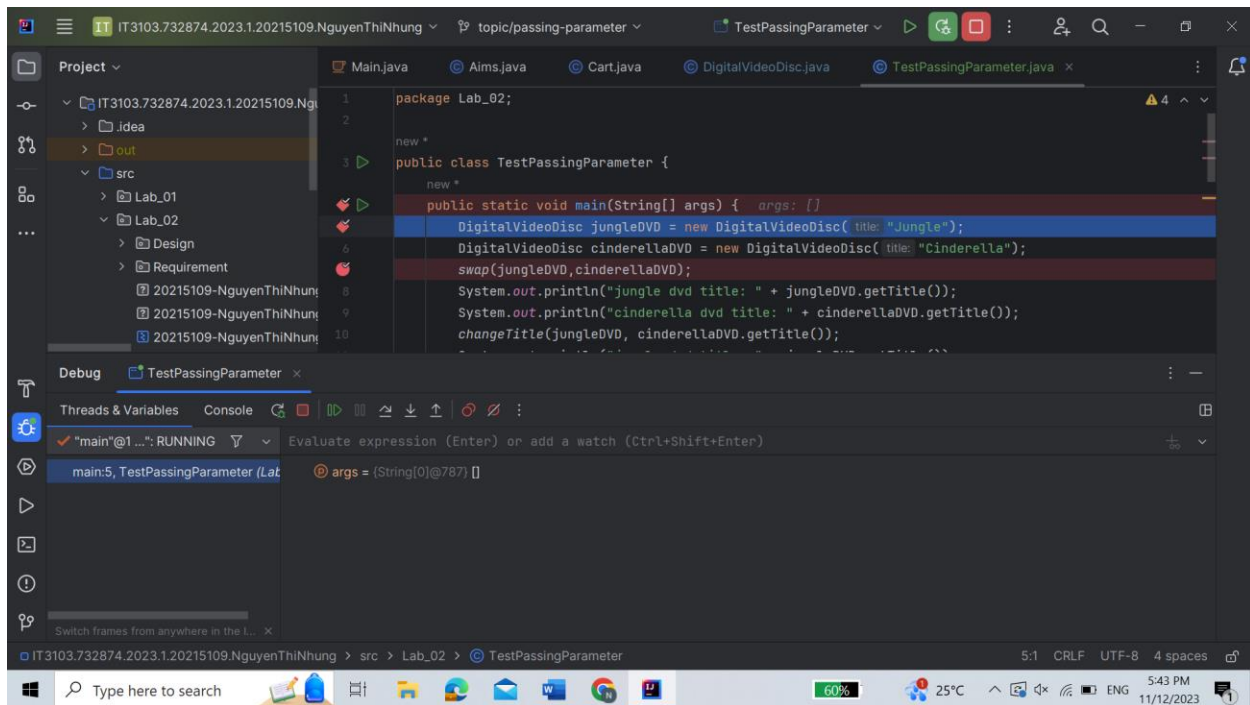 IT IT3103.732874.2023.1.20215109.NguyenThiNhung topic/passing-parameter TestPassingParameter
Project
Main.java Aims.java Cart.java DigitalVideoDisc.java TestPassingParameter.java
IT3103.732874.2023.1.20215109.Ngu
.idea
out
src
Lab_01
Lab_02
Design
Requirement
20215109-NguyenThiNhung
20215109-NguyenThiNhung
20215109-NguyenThiNhung
4
1 package Lab_02;
2
new *
3 public class TestPassingParameter {
new *
public static void main(String[] args) { args: []
DigitalVideoDisc jungleDVD = new DigitalVideoDisc( title: "Jungle");
6 DigitalVideoDisc cinderellaDVD = new DigitalVideoDisc( title: "Cinderella");
swap(jungleDVD,cinderellaDVD);
8 System.out.println("jungle dvd title: " + jungleDVD.getTitle());
9 System.out.println("cinderella dvd title: " + cinderellaDVD.getTitle());
10 changeTitle(jungleDVD, cinderellaDVD.getTitle());
Debug TestPassingParameter
Threads & Variables Console
"main"@1 ...": RUNNING Evaluate expression (Enter) or add a watch (Ctrl+Shift+Enter)
main:5, TestPassingParameter (Lab args = {String[0]@787} []
Switch frames from anywhere in the I...
IT3103.732874.2023.1.20215109.NguyenThiNhung > src > Lab_02 > TestPassingParameter 5:1 CRLF UTF-8 4 spaces
Type here to search 60% 25°C ENG 5:43 PM
11/12/2023